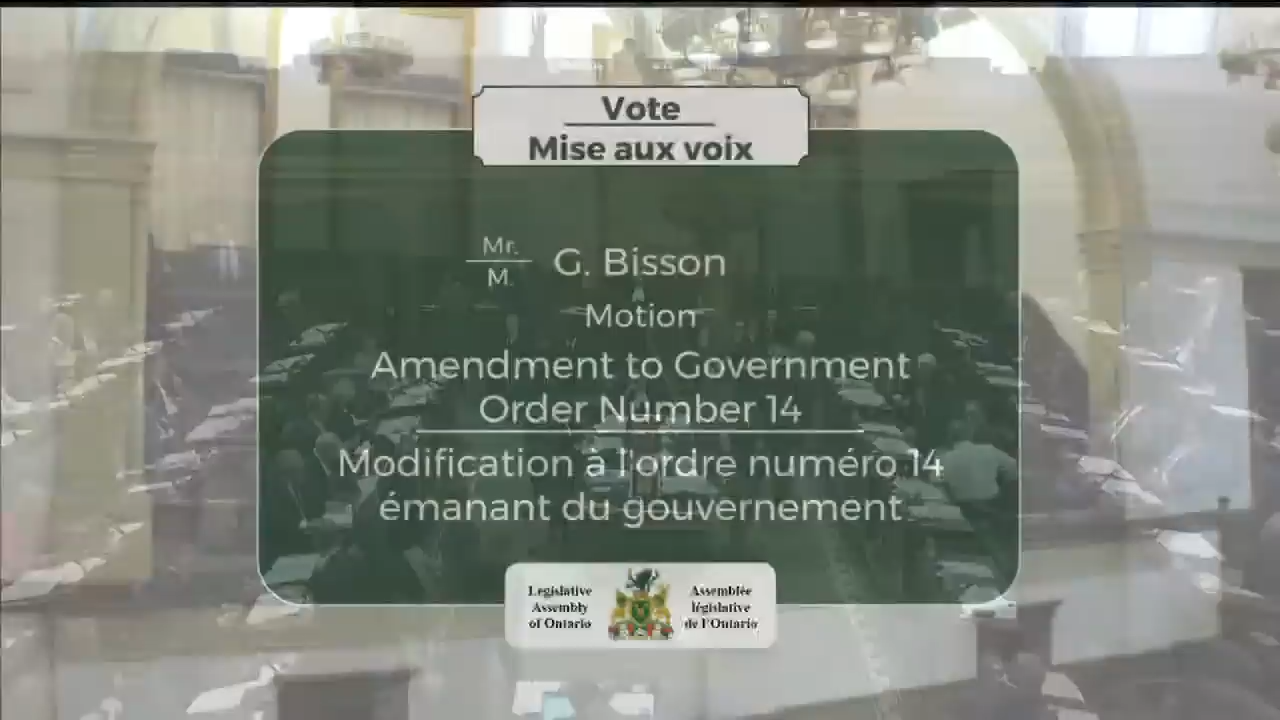 Vote
Mise aux voix
Mr.
M.
G. Bisson
Motion
Amendment to Government
Order Number 14
Modification à l'ordre numéro 14
émanant du gouvernement
Legislative
Assembly
of Ontario
Assemblée
législative
de l'Ontario